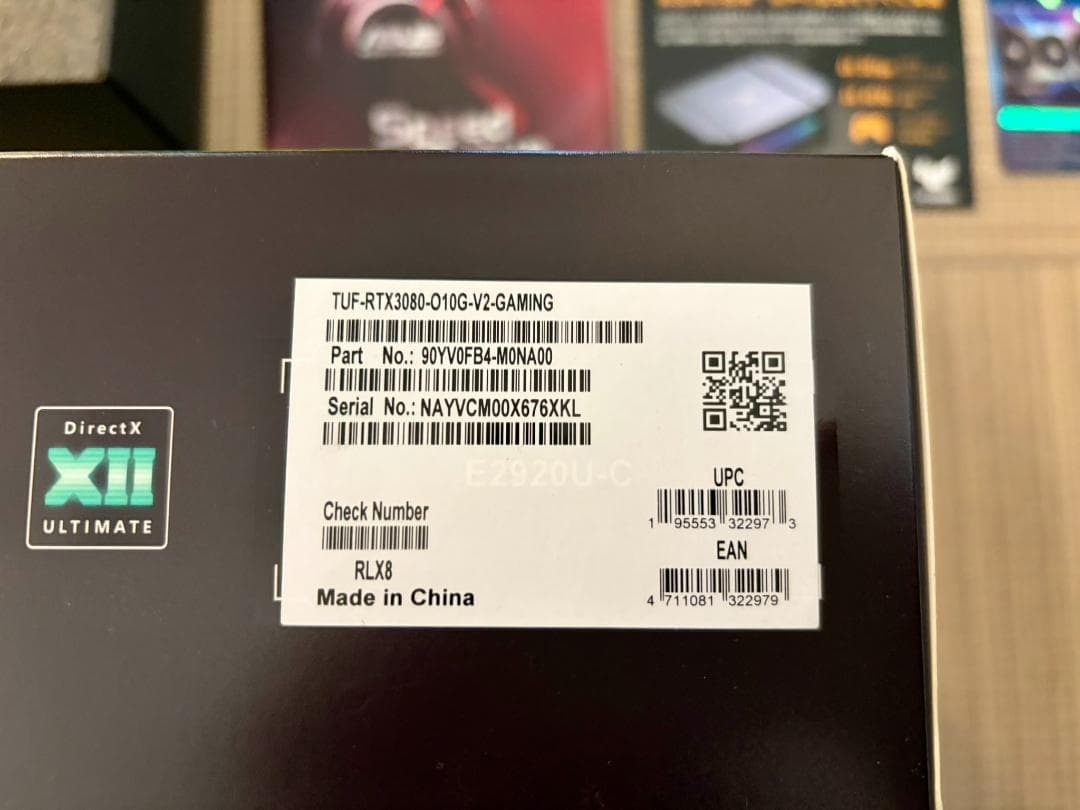 TUF-RTX3080-O10G-V2-GAMING
Part No.: 90YV0FB4-M0NA00
Serial No.: NAYVCM00X676XKL
E2920U-C
DirectX
XII
ULTIMATE
UPC
1 95553 32297 3
Check Number
EAN
RLX8
4 711081 322979
Made in China